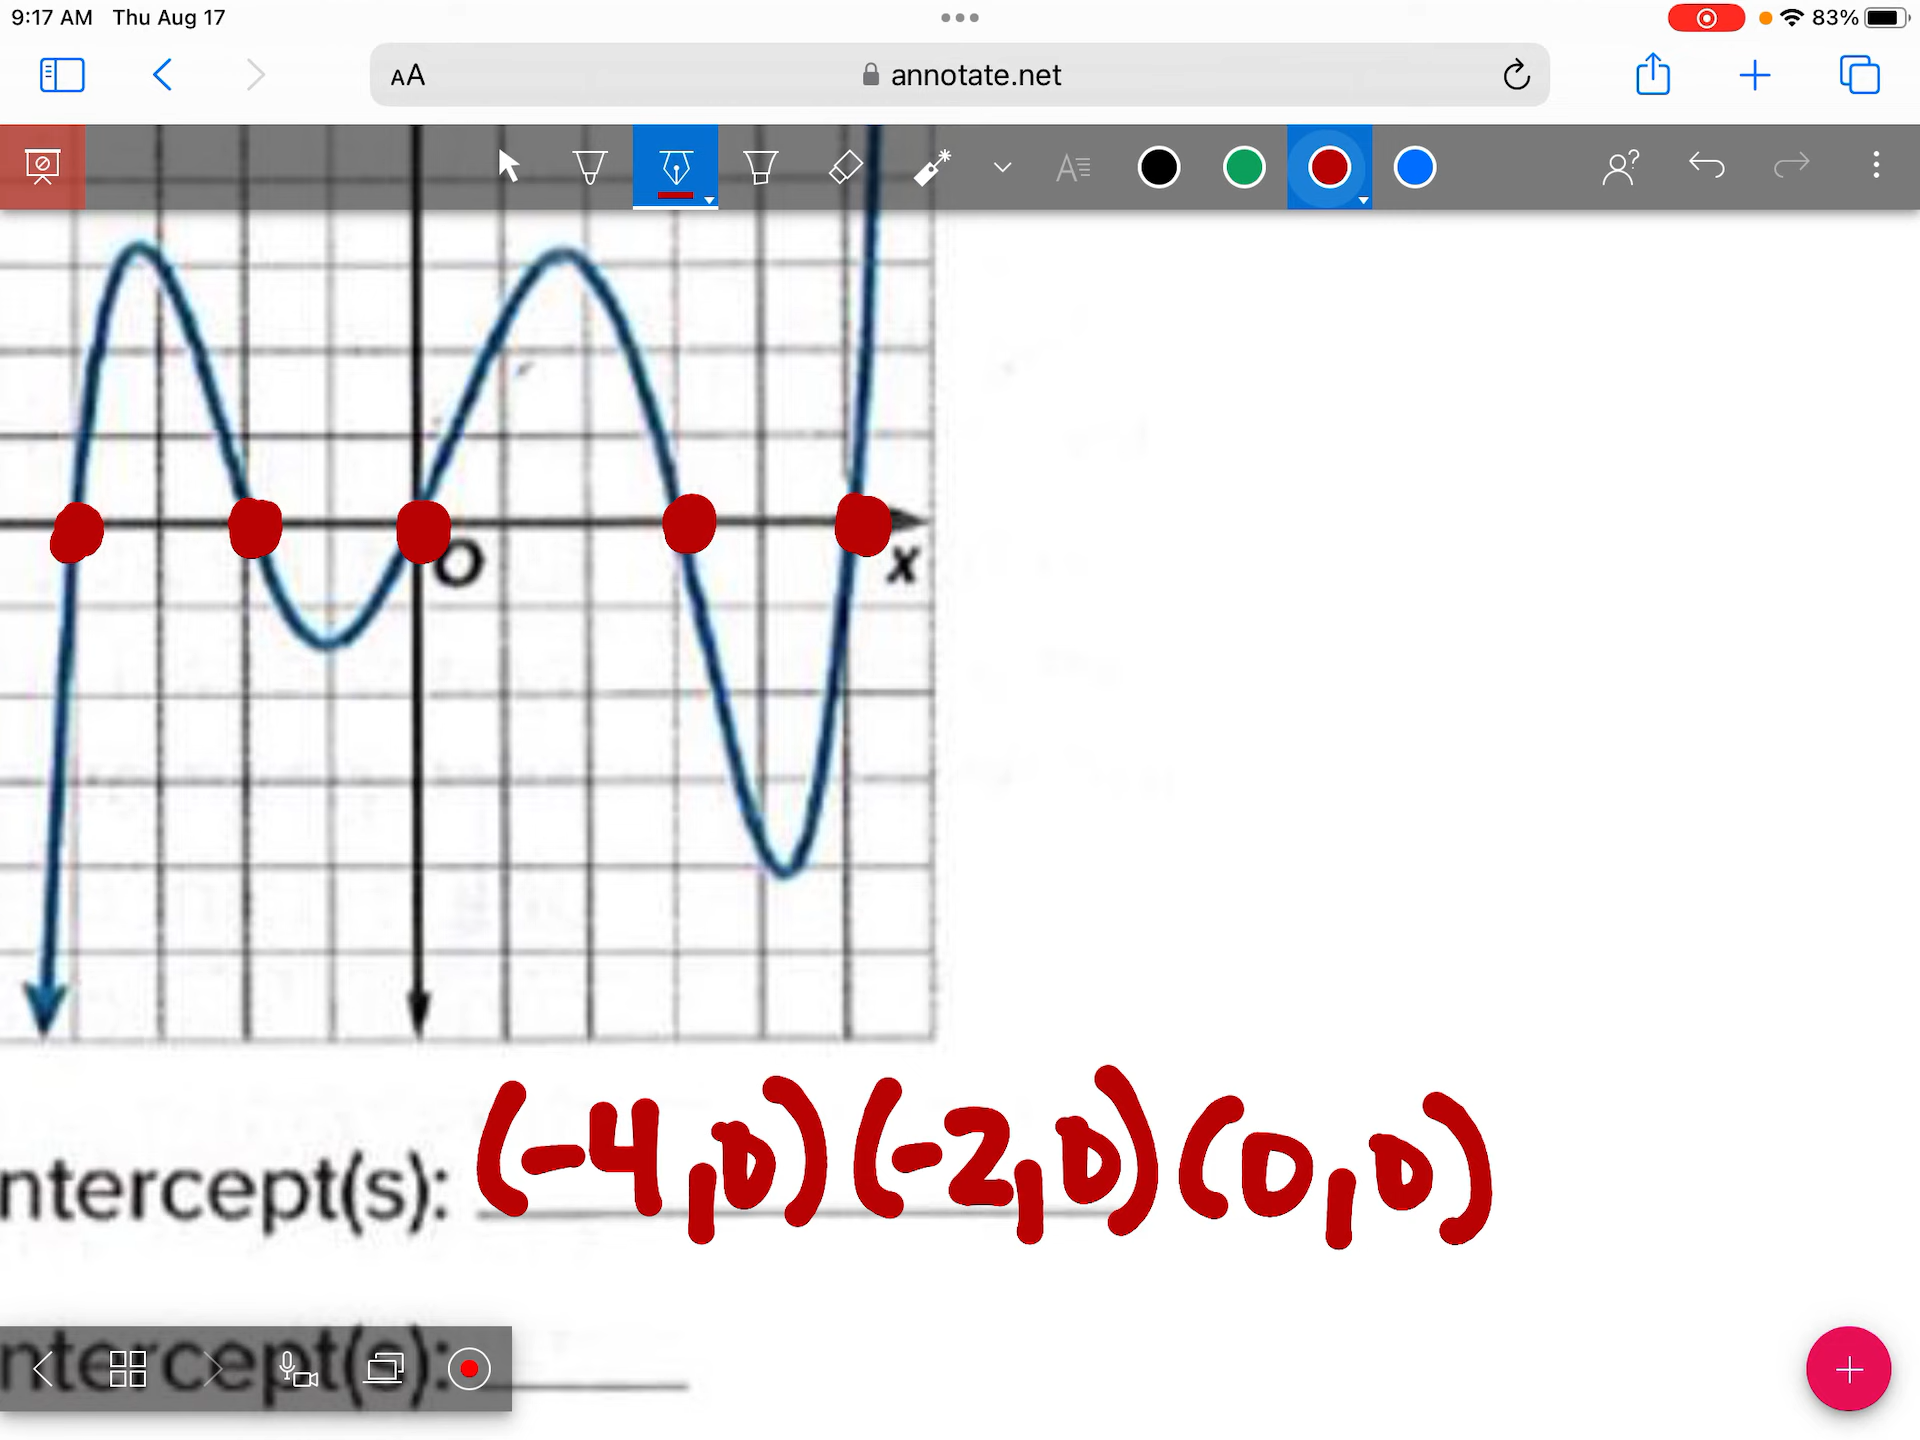 9:17 AM Thu Aug 17
83%
AA annotate.net
O
x
ntercept(s): (-4,0)(-2,0)(0,0)
ntercept(s):